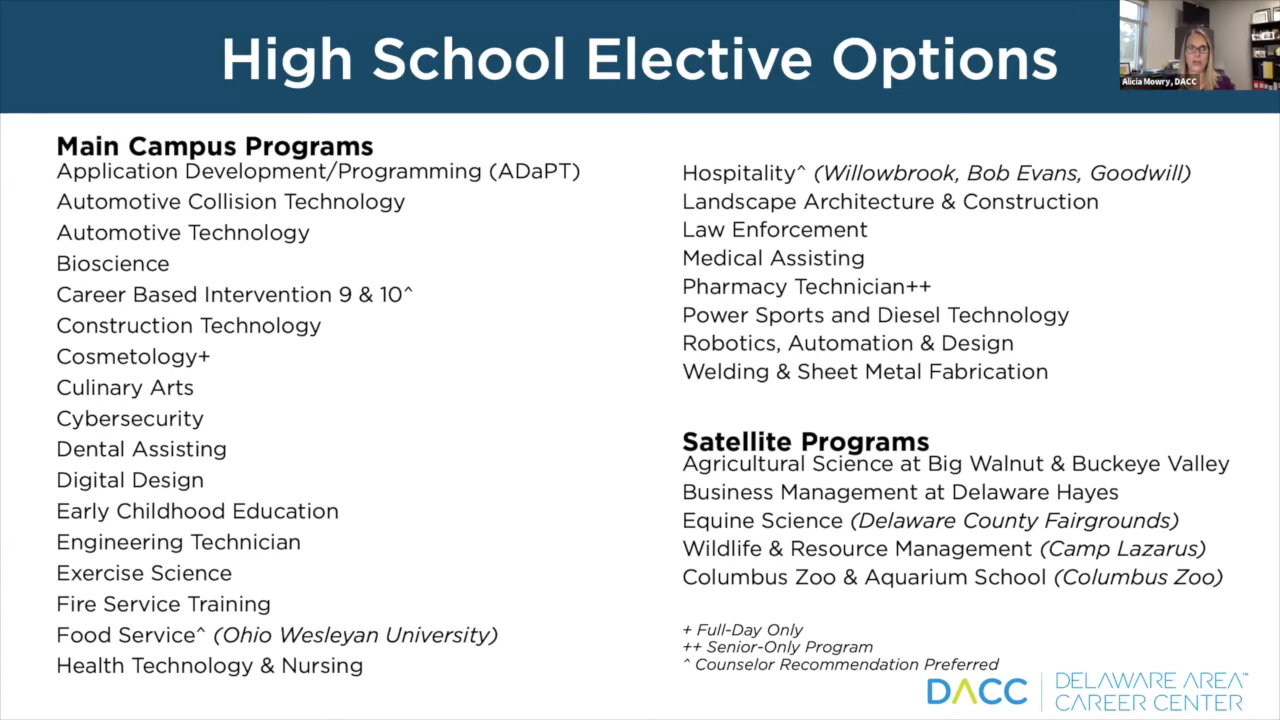 High School Elective Options
Alicia Mowry, DACC
Main Campus Programs
Application Development/Programming (ADaPT)
Automotive Collision Technology
Automotive Technology
Bioscience
Career Based Intervention 9 & 10^
Construction Technology
Cosmetology+
Culinary Arts
Cybersecurity
Dental Assisting
Digital Design
Early Childhood Education
Engineering Technician
Exercise Science
Fire Service Training
Food Service^ (Ohio Wesleyan University)
Health Technology & Nursing
Hospitality^ (Willowbrook, Bob Evans, Goodwill)
Landscape Architecture & Construction
Law Enforcement
Medical Assisting
Pharmacy Technician++
Power Sports and Diesel Technology
Robotics, Automation & Design
Welding & Sheet Metal Fabrication
Satellite Programs
Agricultural Science at Big Walnut & Buckeye Valley
Business Management at Delaware Hayes
Equine Science (Delaware County Fairgrounds)
Wildlife & Resource Management (Camp Lazarus)
Columbus Zoo & Aquarium School (Columbus Zoo)
+ Full-Day Only
++ Senior-Only Program
^ Counselor Recommendation Preferred
DACC
DELAWARE AREA™
CAREER CENTER